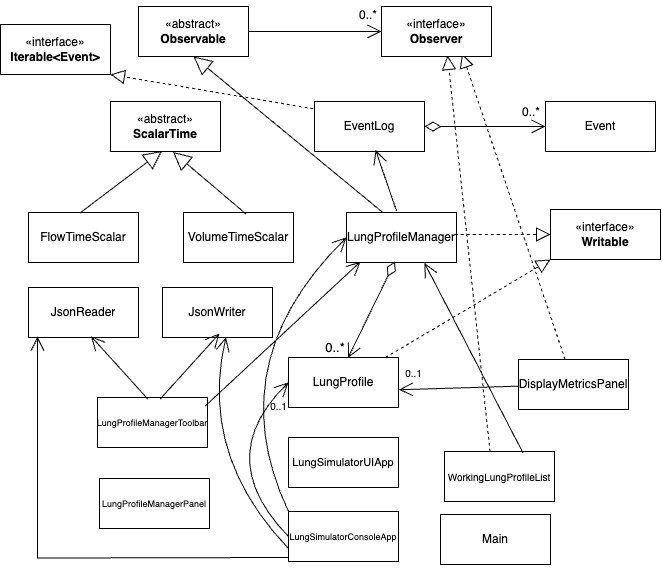 «abstract»
Observable
0..*
«interface»
Observer
«interface»
Iterable<Event>
«abstract»
ScalarTime
EventLog
0..*
Event
FlowTimeScalar
VolumeTimeScalar
LungProfileManager
«interface»
Writable
JsonReader
JsonWriter
0..*
LungProfile
0..1
DisplayMetricsPanel
LungProfileManagerToolbar
0..1
LungSimulatorUIApp
WorkingLungProfileList
LungProfileManagerPanel
LungSimulatorConsoleApp
Main